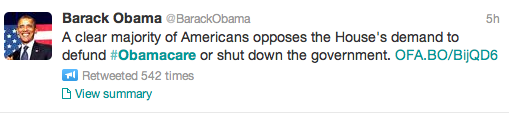 Barack Obama @BarackObama 5h
A clear majority of Americans opposes the House's demand to
defund #Obamacare or shut down the government. OFA.BO/BijQD6
Retweeted 542 times
View summary